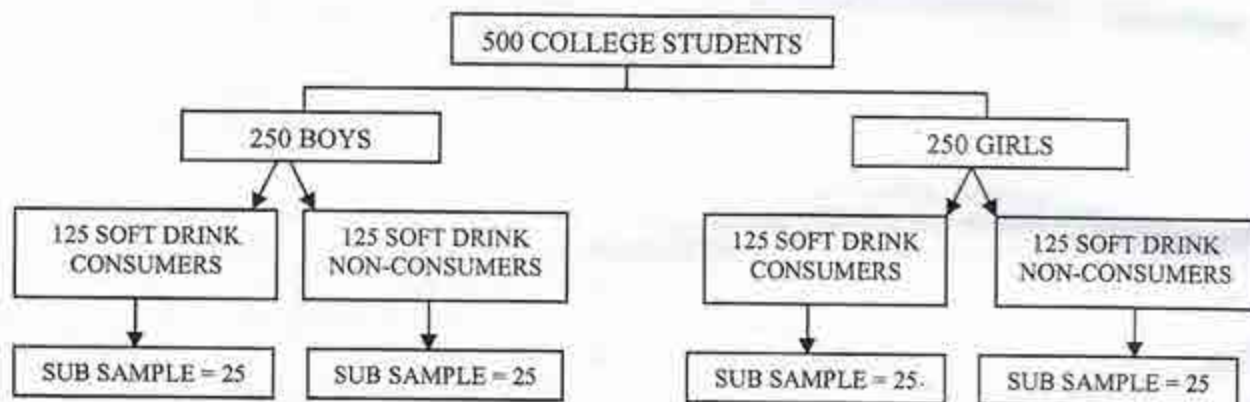 500 COLLEGE STUDENTS
250 BOYS
250 GIRLS
125 SOFT DRINK
CONSUMERS
125 SOFT DRINK
NON-CONSUMERS
125 SOFT DRINK
CONSUMERS
125 SOFT DRINK
NON-CONSUMERS
SUB SAMPLE = 25
SUB SAMPLE = 25
SUB SAMPLE = 25
SUB SAMPLE = 25